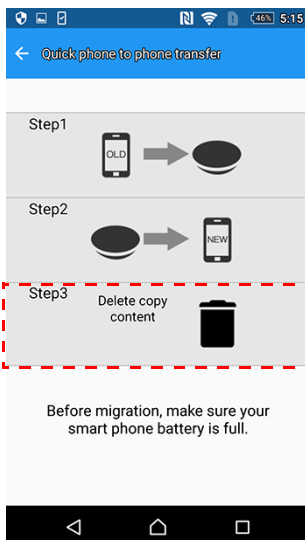 46% 5:15
Quick phone to phone transfer
Step1
OLD
Step2
NEW
Step3
Delete copy
content
Before migration, make sure your
smart phone battery is full.